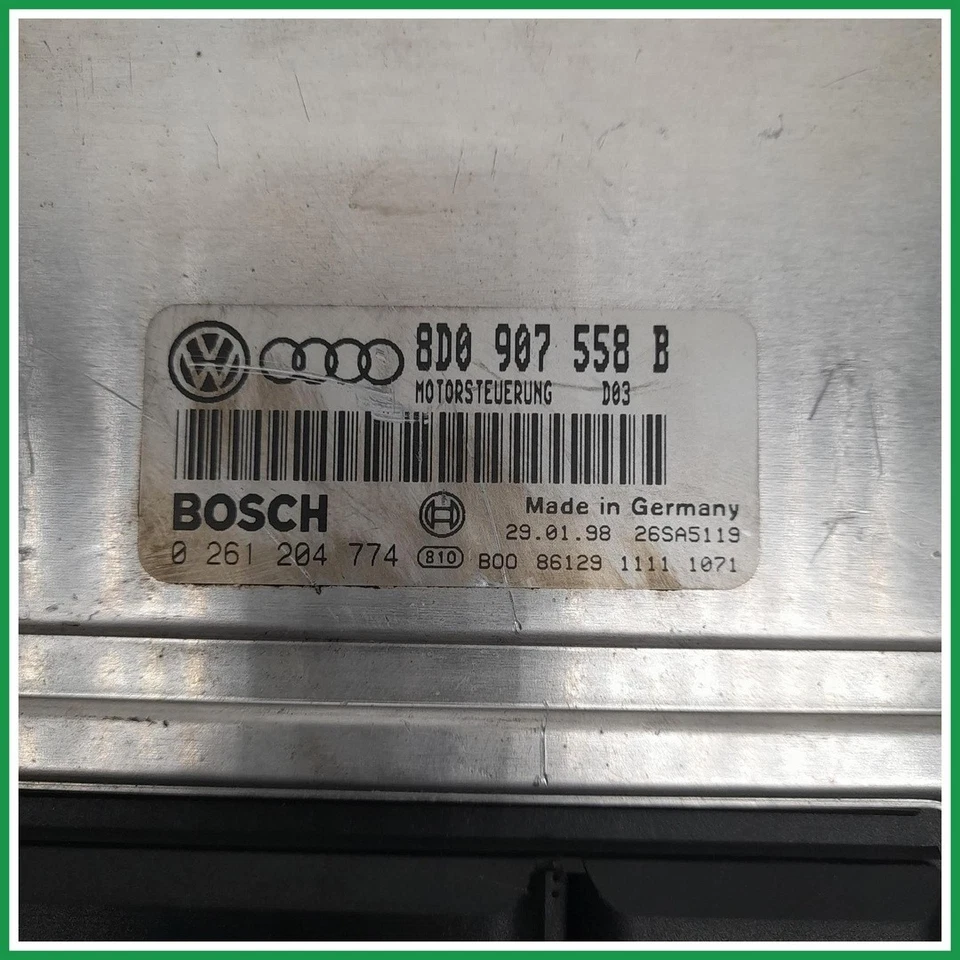 8D0 907 558 B
MOTORSTEUERUNG D03
BOSCH
Made in Germany
29.01.98 26SA5119
0 261 204 774 810 B00 86129 1111 1071